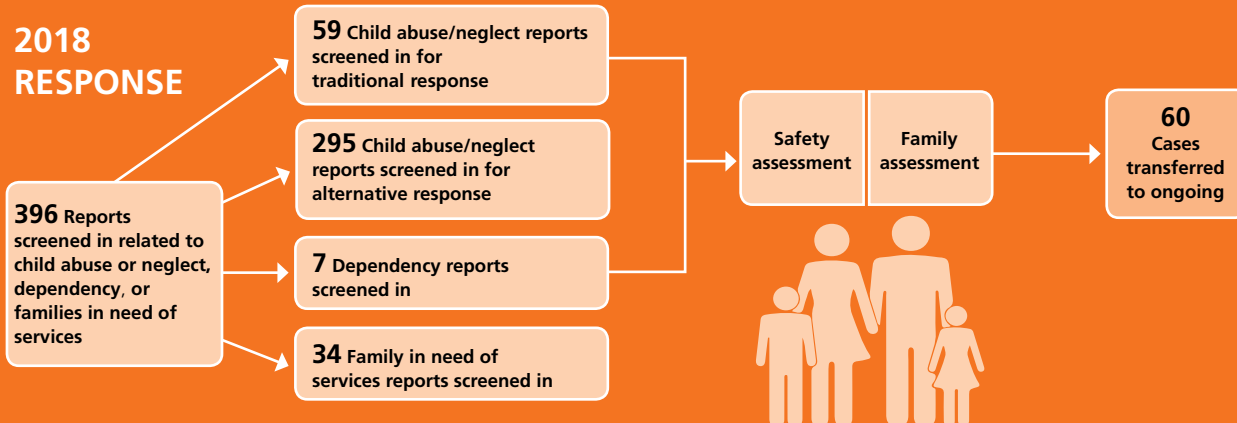 2018
RESPONSE
396 Reports
screened in related to
child abuse or neglect,
dependency, or
families in need of
services
59 Child abuse/neglect reports
screened in for
traditional response
295 Child abuse/neglect
reports screened in for
alternative response
7 Dependency reports
screened in
34 Family in need of
services reports screened in
Safety
assessment
Family
assessment
60
Cases
transferred
to ongoing